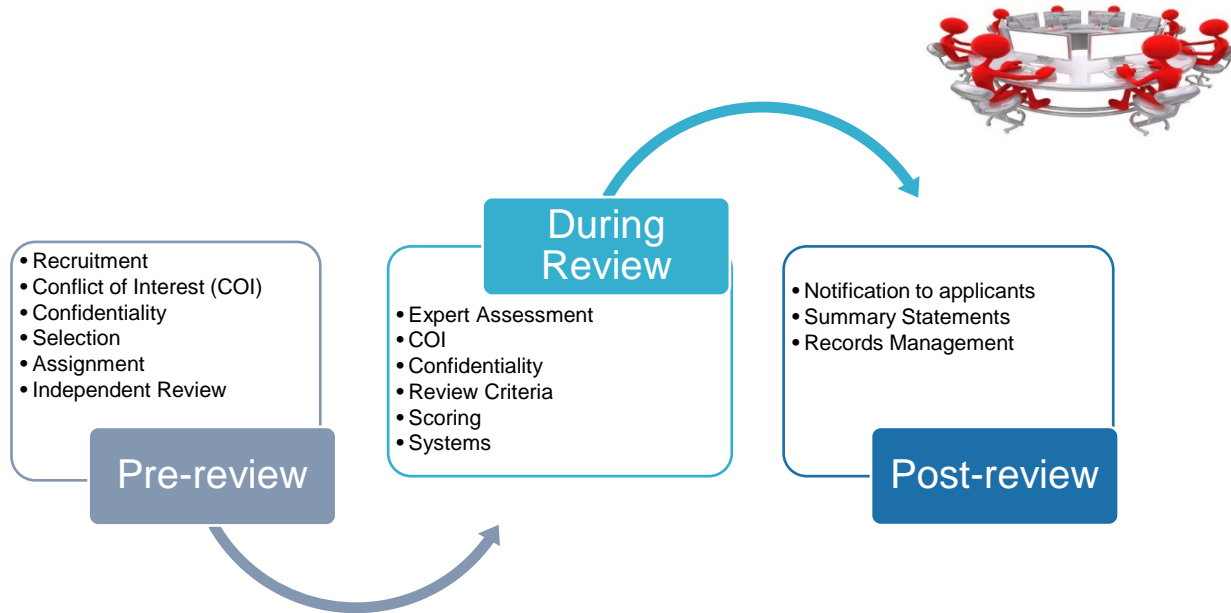 • Recruitment
• Conflict of Interest (COI)
• Confidentiality
• Selection
• Assignment
• Independent Review
Pre-review
During
Review
• Expert Assessment
• COI
• Confidentiality
• Review Criteria
• Scoring
• Systems
• Notification to applicants
• Summary Statements
• Records Management
Post-review